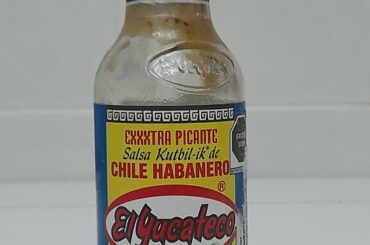 EXXXTRA PICANTE
Salsa Kutbil-ik® de
CHILE HABANERO
®
El Yucateco